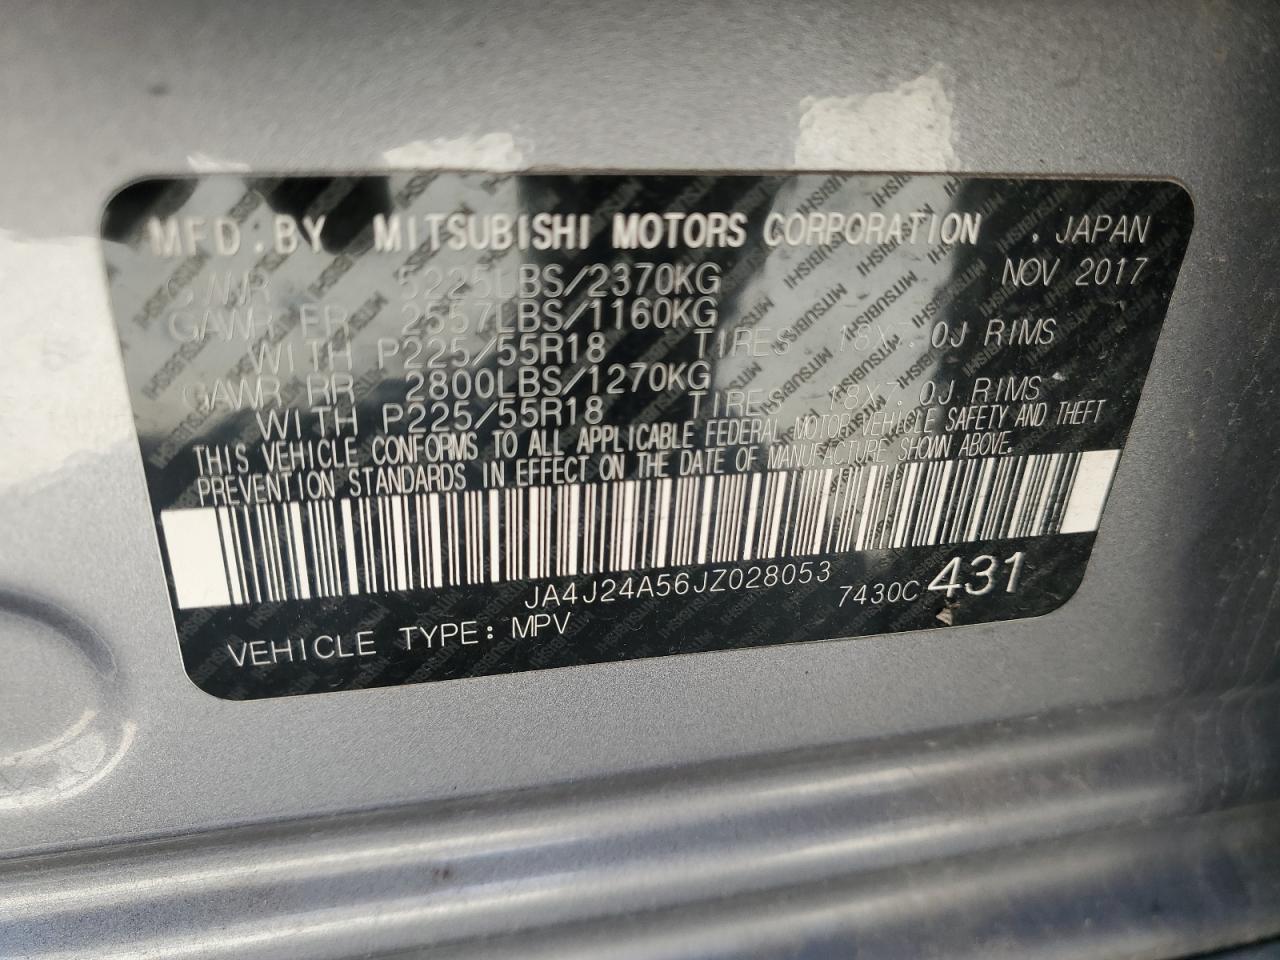 MFD.BY MITSUBISHI MOTORS CORPORATION . JAPAN
GVWR 5225LBS/2370KG NOV 2017
GAWR FR 2557LBS/1160KG
WITH P225/55R18 TIRES 18X7.0J RIMS
GAWR RR 2800LBS/1270KG
WITH P225/55R18 TIRES 18X7.0J RIMS
THIS VEHICLE CONFORMS TO ALL APPLICABLE FEDERAL MOTOR VEHICLE SAFETY AND THEFT
PREVENTION STANDARDS IN EFFECT ON THE DATE OF MANUFACTURE SHOWN ABOVE.
JA4J24A56JZ028053 7430C 431
VEHICLE TYPE: MPV